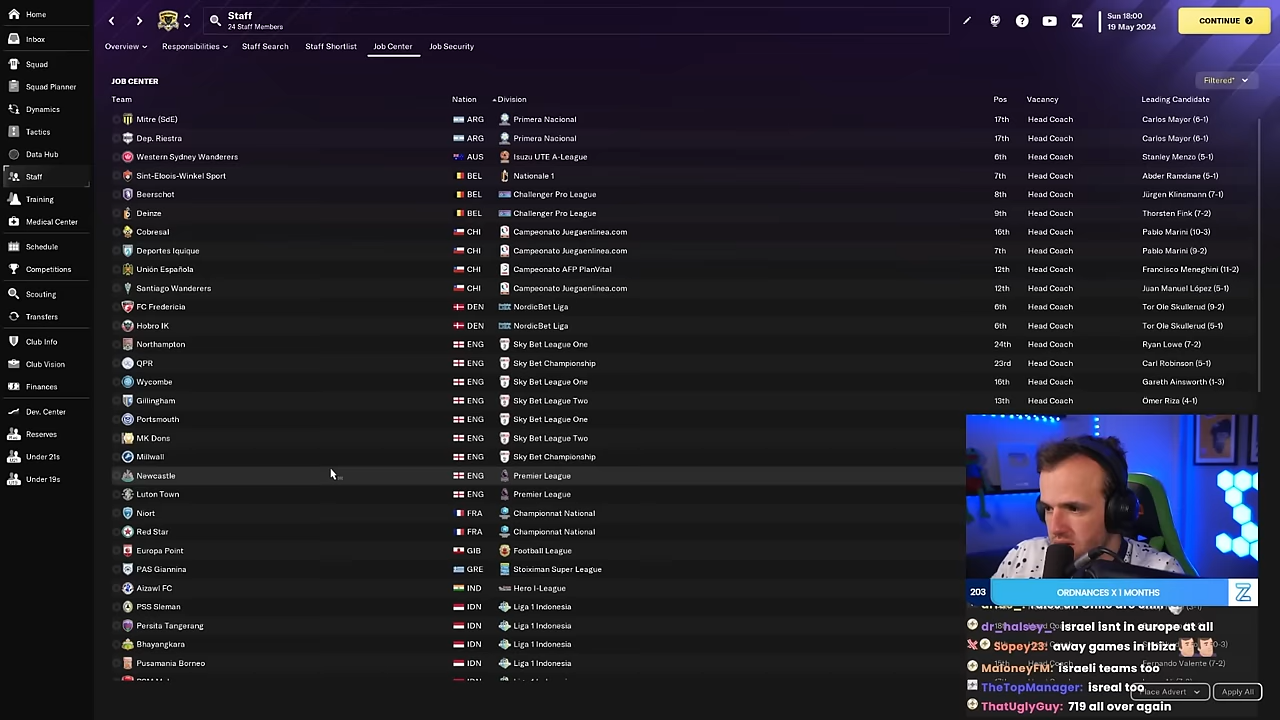 Home
Staff
24 Staff Members
Sun 18:00
19 May 2024
CONTINUE
Inbox
Squad
Squad Planner
Dynamics
Tactics
Data Hub
Staff
Training
Medical Center
Schedule
Competitions
Scouting
Transfers
Club Info
Club Vision
Finances
Dev. Center
Reserves
Under 21s
Under 19s
Overview Responsibilities Staff Search Staff Shortlist Job Center Job Security
JOB CENTER
Filtered*
Team Nation Division Pos Vacancy Leading Candidate
Mitre (SdE) ARG Primera Nacional 17th Head Coach Carlos Mayor (6-1)
Dep. Riestra ARG Primera Nacional 17th Head Coach Carlos Mayor (6-1)
Western Sydney Wanderers AUS Isuzu UTE A-League 6th Head Coach Stanley Menzo (5-1)
Sint-Eloois-Winkel Sport BEL Nationale 1 7th Head Coach Abder Ramdane (5-1)
Beerschot BEL Challenger Pro League 8th Head Coach Jürgen Klinsmann (7-1)
Deinze BEL Challenger Pro League 9th Head Coach Thorsten Fink (7-2)
Cobresal CHI Campeonato Juegaenlinea.com 16th Head Coach Pablo Marini (10-3)
Deportes Iquique CHI Campeonato Juegaenlinea.com 7th Head Coach Pablo Marini (9-2)
Unión Española CHI Campeonato AFP PlanVital 12th Head Coach Francisco Meneghini (11-2)
Santiago Wanderers CHI Campeonato Juegaenlinea.com 12th Head Coach Juan Manuel López (5-1)
FC Fredericia DEN NordicBet Liga 6th Head Coach Tor Ole Skullerud (9-2)
Hobro IK DEN NordicBet Liga 6th Head Coach Tor Ole Skullerud (5-1)
Northampton ENG Sky Bet League One 24th Head Coach Ryan Lowe (7-2)
QPR ENG Sky Bet Championship 23rd Head Coach Carl Robinson (5-1)
Wycombe ENG Sky Bet League One 16th Head Coach Gareth Ainsworth (1-3)
Gillingham ENG Sky Bet League Two 13th Head Coach Ömer Riza (4-1)
Portsmouth ENG Sky Bet League One
MK Dons ENG Sky Bet League Two
Millwall ENG Sky Bet Championship
Newcastle ENG Premier League
Luton Town ENG Premier League
Niort FRA Championnat National
Red Star FRA Championnat National
Europa Point GIB Football League
PAS Giannina GRE Stoiximan Super League
Aizawl FC IND Hero I-League
PSS Sleman IDN Liga 1 Indonesia
Persita Tangerang IDN Liga 1 Indonesia
Bhayangkara IDN Liga 1 Indonesia
Pusamania Borneo IDN Liga 1 Indonesia
203 ORDNANCES X 1 MONTHS
dr_halsey_: israel isnt in europe at all
Sopey23: away games in Ibiza
Fernando Valente (7-2)
MaloneyFM: israeli teams too
TheTopManager: isreal too
Place Advert Apply All
ThatUglyGuy: 719 all over again